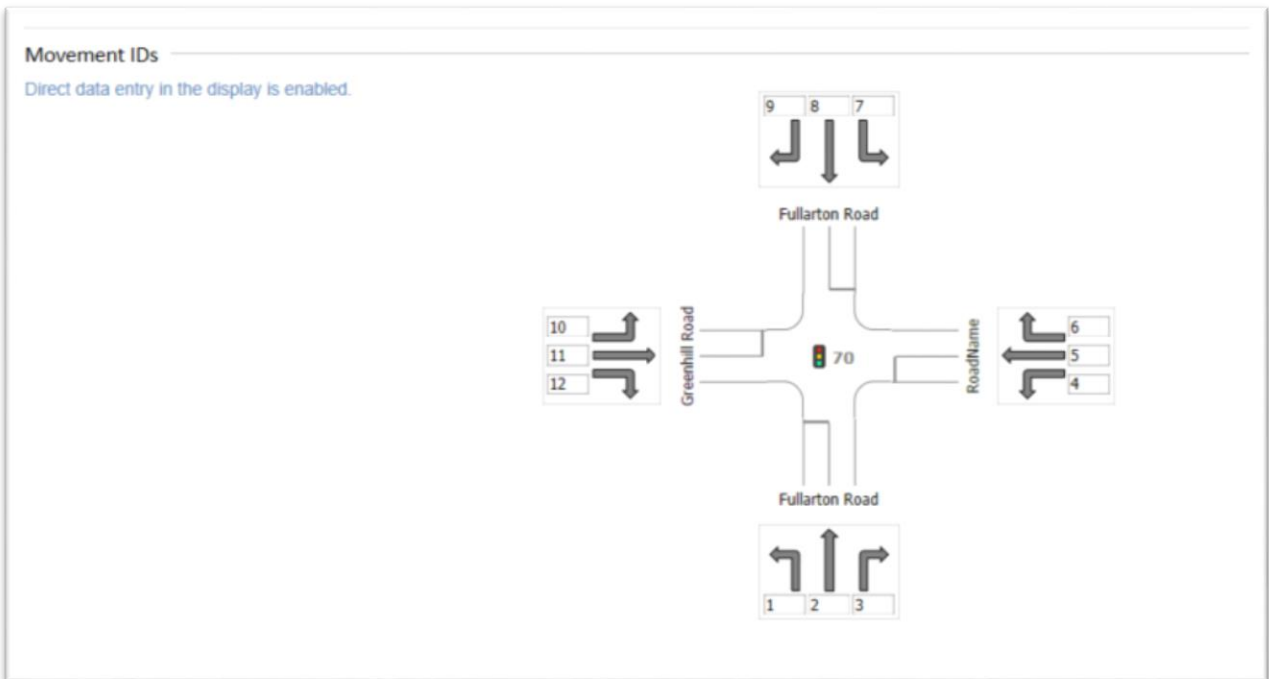 Movement IDs
Direct data entry in the display is enabled.
9 8 7
Fullarton Road
10
11
12
Greenhill Road
70
RoadName
6
5
4
Fullarton Road
1 2 3